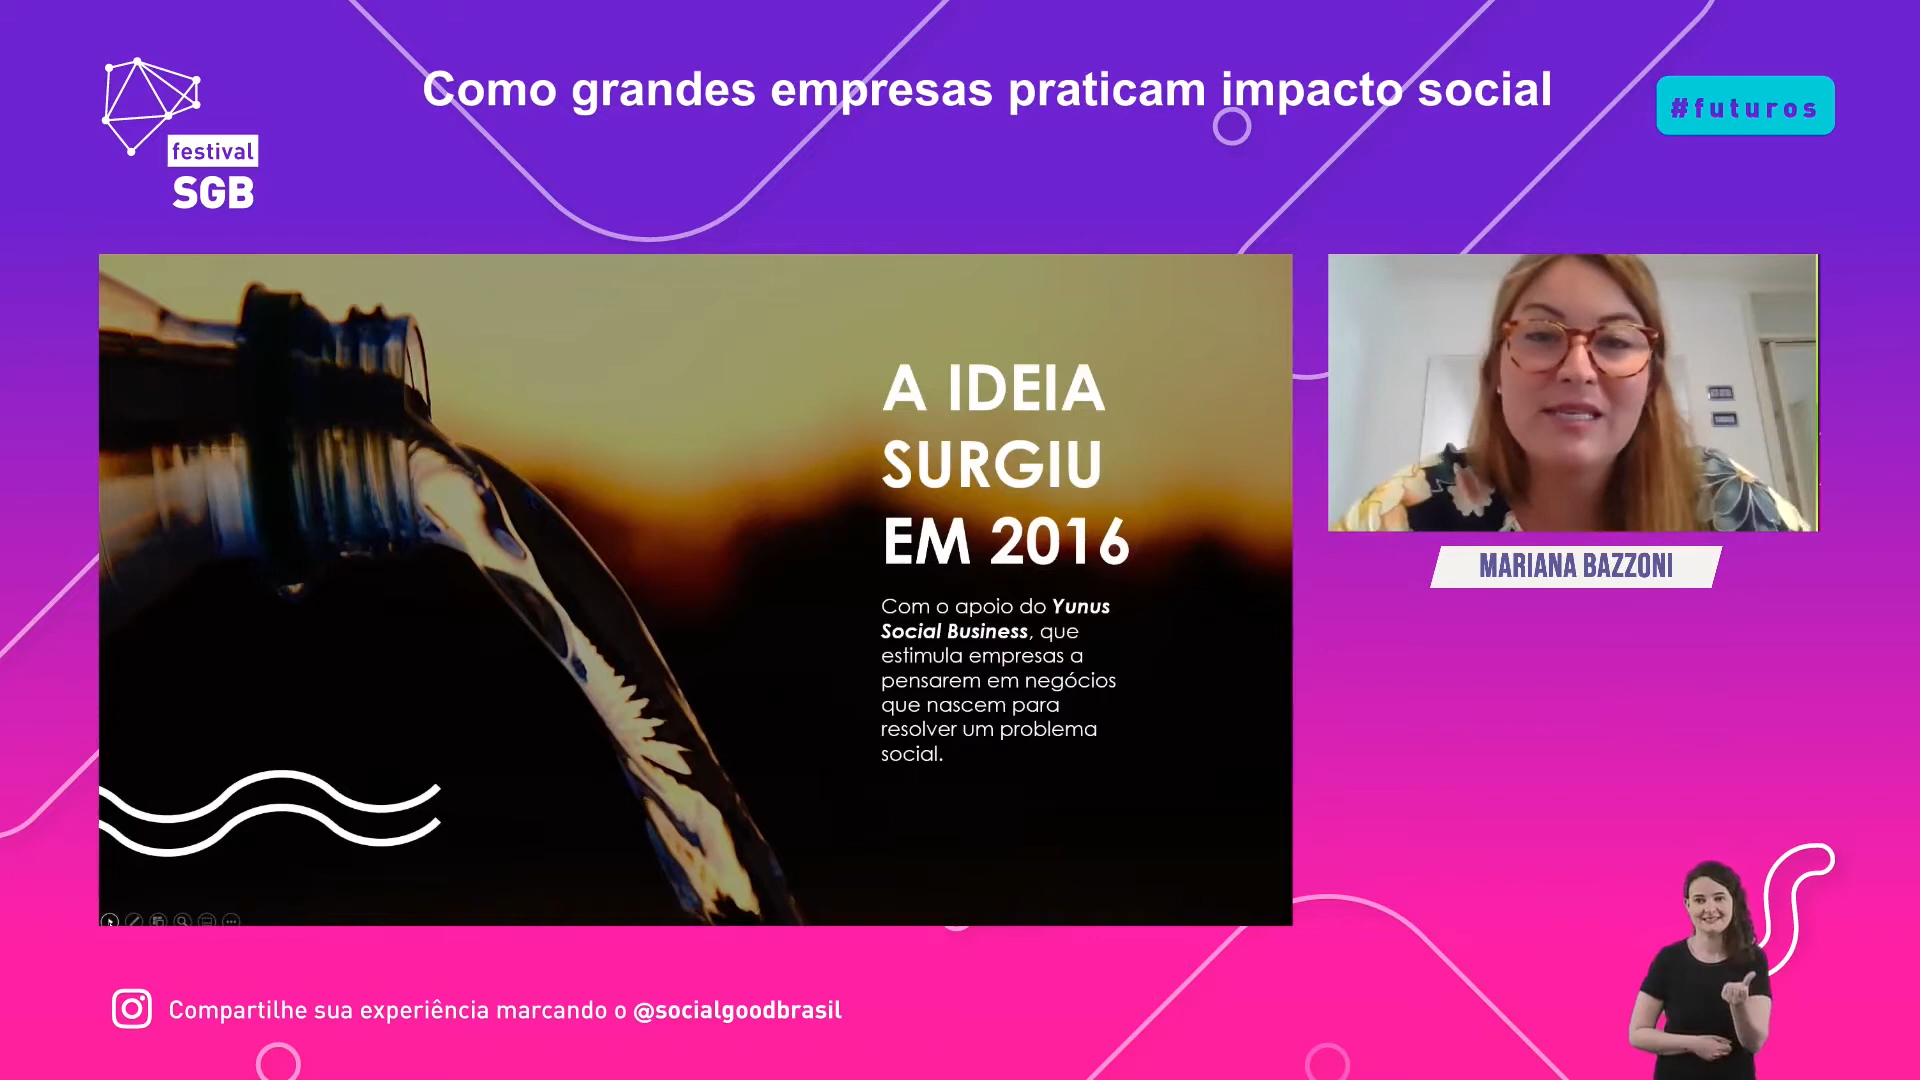 Como grandes empresas praticam impacto social
#futuros
festival
SGB
A IDEIA
SURGIU
EM 2016
Com o apoio do Yunus
Social Business, que
estimula empresas a
pensarem em negócios
que nascem para
resolver um problema
social.
MARIANA BAZZONI
Compartilhe sua experiência marcando o @socialgoodbrasil